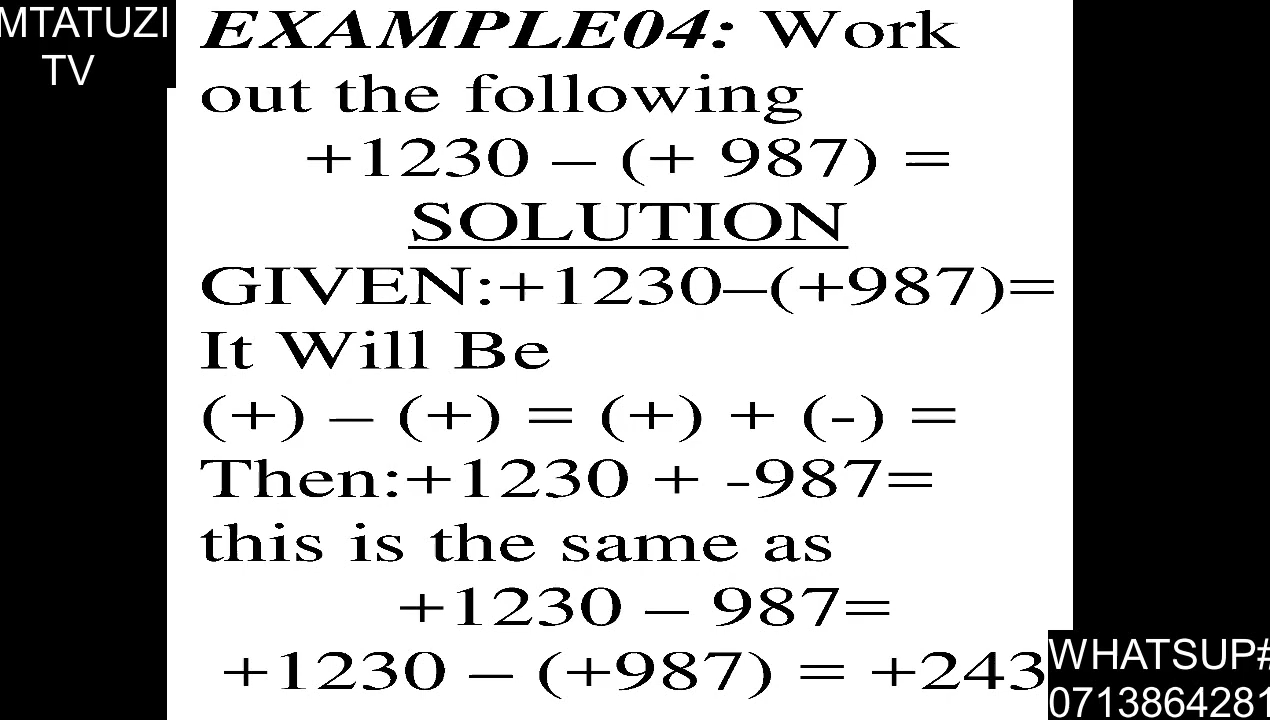 MTATUZI
TV
EXAMPLE04: Work
out the following
+1230 – (+ 987) =
SOLUTION
GIVEN:+1230–(+987)=
It Will Be
(+) – (+) = (+) + (-) =
Then:+1230 + -987=
this is the same as
+1230 – 987=
+1230 – (+987) = +243
WHATSUP#
0713864281